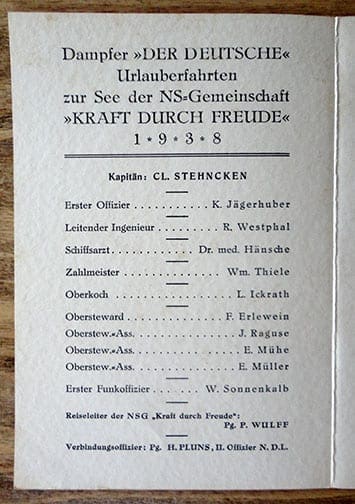 Dampfer »DER DEUTSCHE«
Urlauberfahrten
zur See der NS=Gemeinschaft
»KRAFT DURCH FREUDE«
1 * 9 * 3 * 8
Kapitän: CL. STEHNCKEN
Erster Offizier . . . . . . . . . . . K. Jägerhuber
Leitender Ingenieur . . . . . . . . . R. Westphal
Schiffsarzt . . . . . . . . . . . . Dr. med. Hänsche
Zahlmeister . . . . . . . . . . . . . Wm. Thiele
Oberkoch . . . . . . . . . . . . . . . L. Ickrath
Obersteward . . . . . . . . . . . . F. Erlewein
Oberstew.=Ass. . . . . . . . . . . . . J. Raguse
Oberstew.=Ass. . . . . . . . . . . . . E. Mühe
Oberstew.=Ass. . . . . . . . . . . . . E. Müller
Erster Funkoffizier . . . . . . . W. Sonnenkalb
Reiseleiter der NSG „Kraft durch Freude“:
Pg. P. WULFF
Verbindungsoffizier: Pg. H. PLUNS, II. Offizier N. D. L.